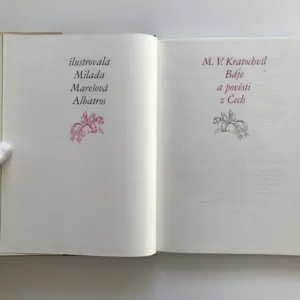 ilustrovala
Milada
Marešová
Albatros
M. V. Kratochvíl
Báje
a pověsti
z Čech